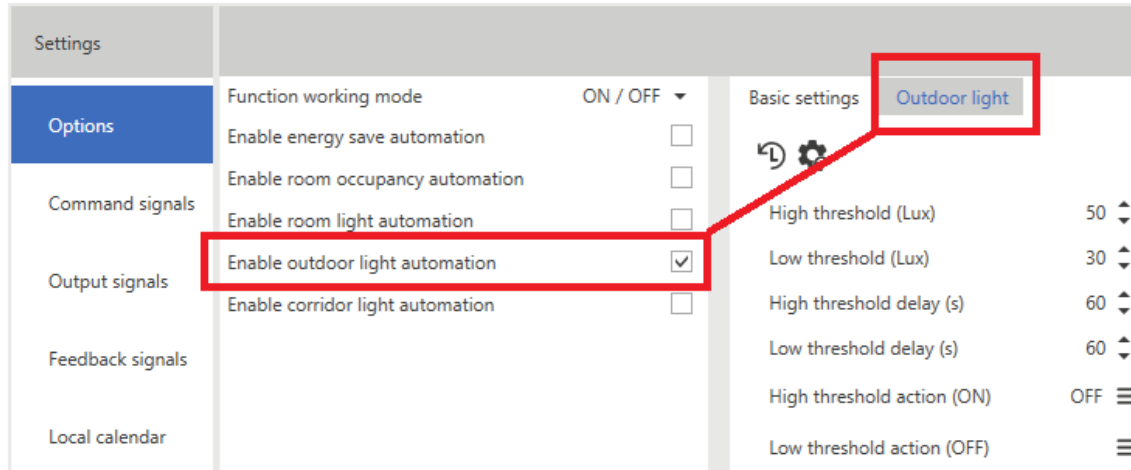 Settings
Options
Command signals
Output signals
Feedback signals
Local calendar
Function working mode ON / OFF
Enable energy save automation
Enable room occupancy automation
Enable room light automation
Enable outdoor light automation
Enable corridor light automation
Basic settings Outdoor light
High threshold (Lux) 50
Low threshold (Lux) 30
High threshold delay (s) 60
Low threshold delay (s) 60
High threshold action (ON) OFF
Low threshold action (OFF)